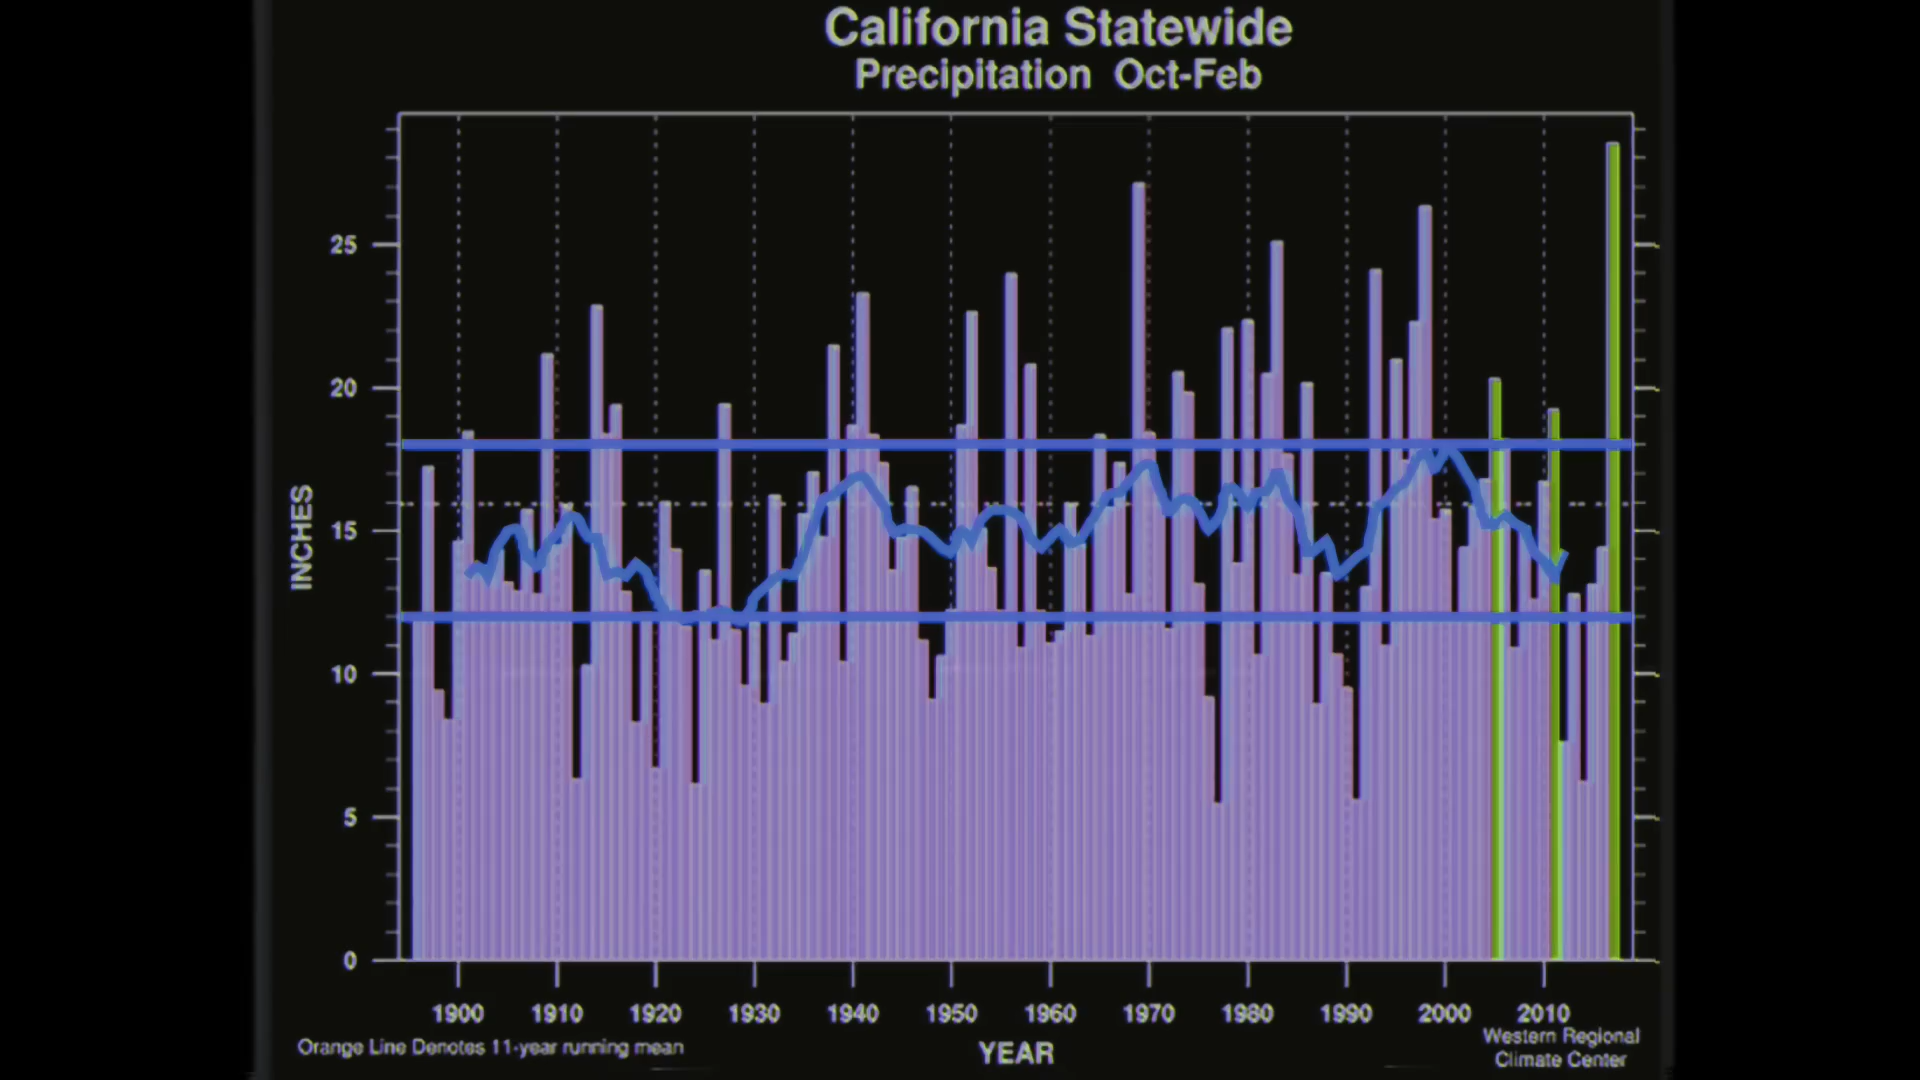 California Statewide
Precipitation Oct-Feb
25
20
15
10
5
0
INCHES
1900 1910 1920 1930 1940 1950 1960 1970 1980 1990 2000 2010
Orange Line Denotes 11-year running mean
YEAR
Western Regional
Climate Center